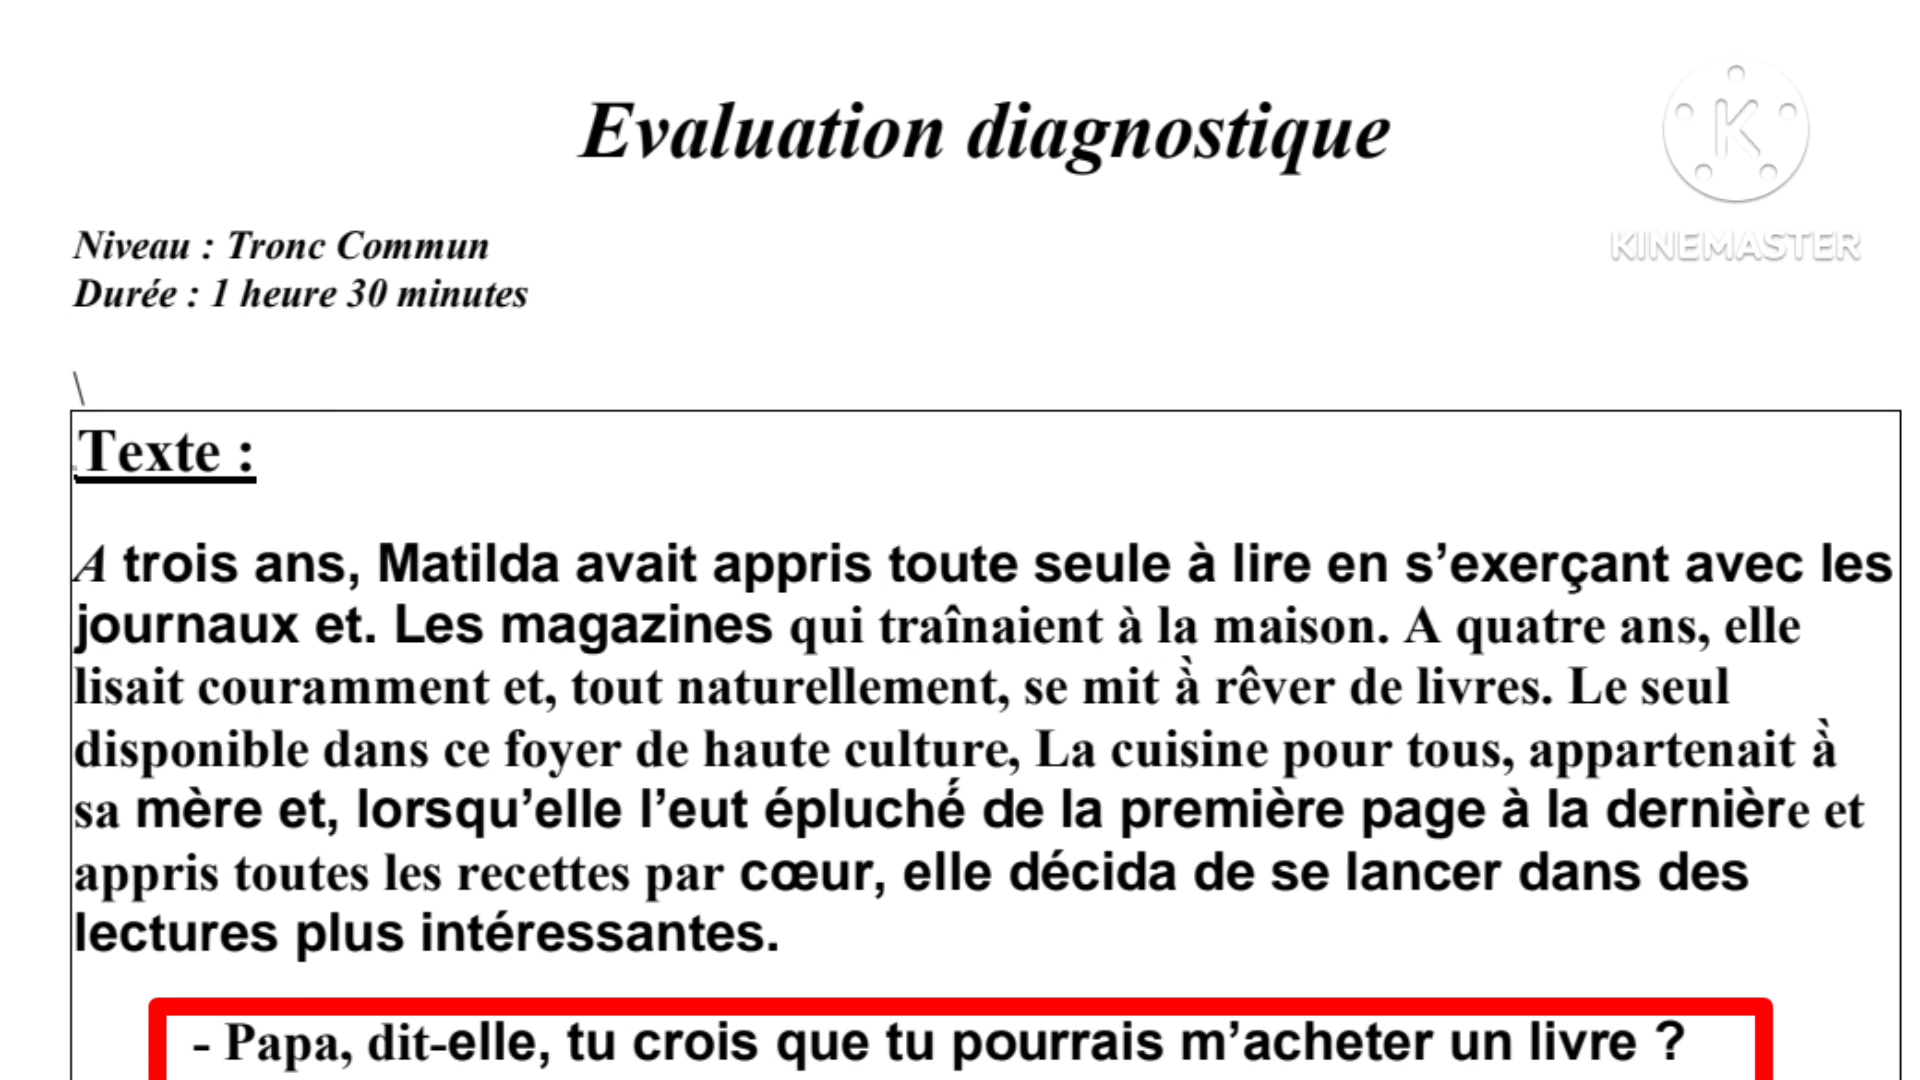 Evaluation diagnostique
KINEMASTER
Niveau : Tronc Commun
Durée : 1 heure 30 minutes
\
Texte :
A trois ans, Matilda avait appris toute seule à lire en s’exerçant avec les
journaux et. Les magazines qui traînaient à la maison. A quatre ans, elle
lisait couramment et, tout naturellement, se mit à̀ rêver de livres. Le seul
disponible dans ce foyer de haute culture, La cuisine pour tous, appartenait à̀
sa mère et, lorsqu’elle l’eut épluché́ de la première page à la dernière et
appris toutes les recettes par cœur, elle décida de se lancer dans des
lectures plus intéressantes.
- Papa, dit-elle, tu crois que tu pourrais m’acheter un livre ?